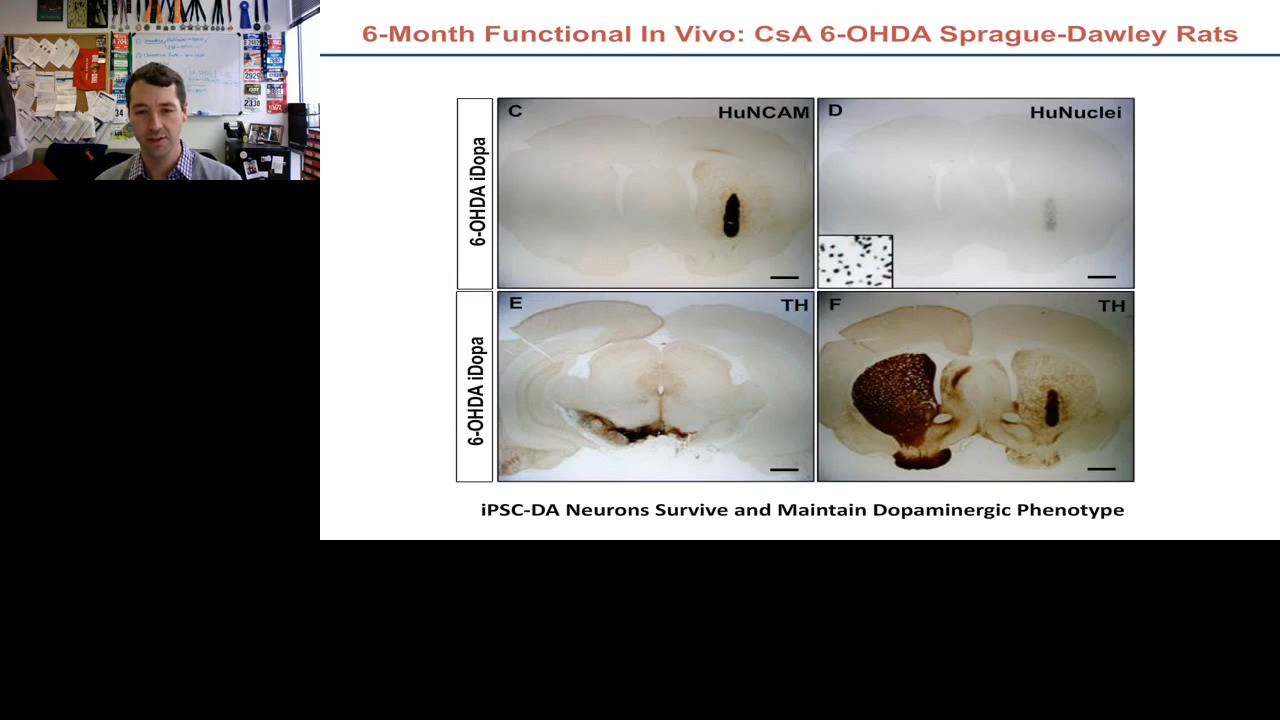 6-Month Functional In Vivo: CsA 6-OHDA Sprague-Dawley Rats
6-OHDA iDopa
C
HuNCAM
D
HuNuclei
6-OHDA iDopa
E
TH
F
TH
iPSC-DA Neurons Survive and Maintain Dopaminergic Phenotype